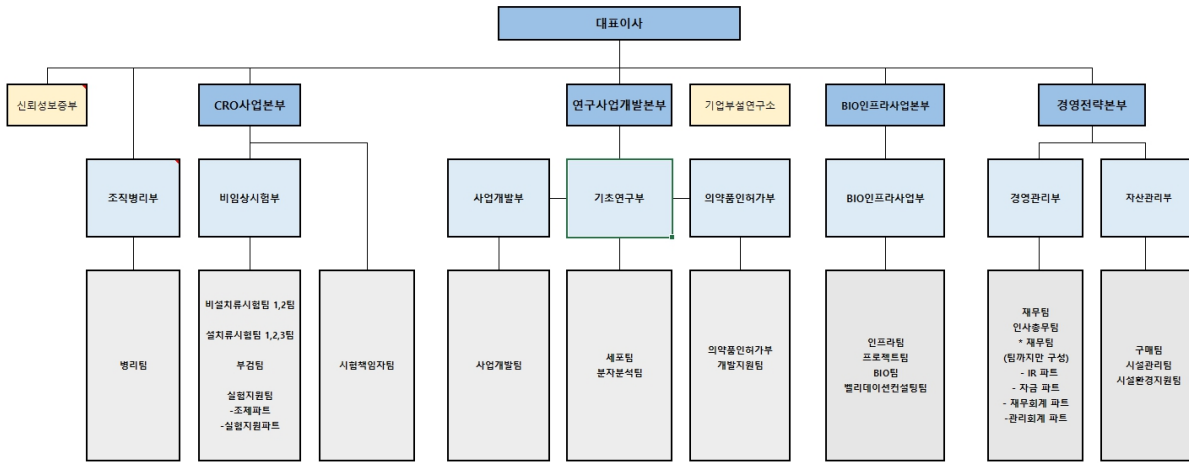 대표이사
신뢰성보증부
CRO사업본부
연구사업개발본부
기업부설연구소
BIO인프라사업본부
경영전략본부
조직병리부
비임상시험부
사업개발부
기초연구부
의약품인허가부
BIO인프라사업부
경영관리부
자산관리부
병리팀
비설치류시험팀 1,2팀
설치류시험팀 1,2,3팀
부검팀
실험지원팀
-조제파트
-실험지원파트
시험책임자팀
사업개발팀
세포팀
분자분석팀
의약품인허가부
개발지원팀
인프라팀
프로젝트팀
BIO팀
벨리데이션컨설팅팀
재무팀
인사총무팀
* 재무팀
(팀까지만 구성)
- IR 파트
- 자금 파트
- 재무회계 파트
-관리회계 파트
구매팀
시설관리팀
시설환경지원팀